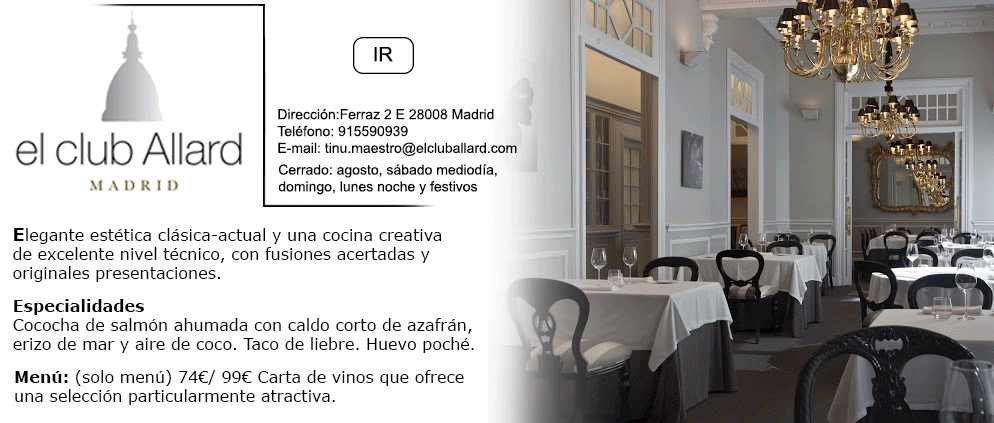 el club Allard
MADRID
IR
Dirección:Ferraz 2 E 28008 Madrid
Teléfono: 915590939
E-mail: tinu.maestro@elcluballard.com
Cerrado: agosto, sábado mediodía,
domingo, lunes noche y festivos
Elegante estética clásica-actual y una cocina creativa
de excelente nivel técnico, con fusiones acertadas y
originales presentaciones.
Especialidades
Cococha de salmón ahumada con caldo corto de azafrán,
erizo de mar y aire de coco. Taco de liebre. Huevo poché.
Menú: (solo menú) 74€/ 99€ Carta de vinos que ofrece
una selección particularmente atractiva.